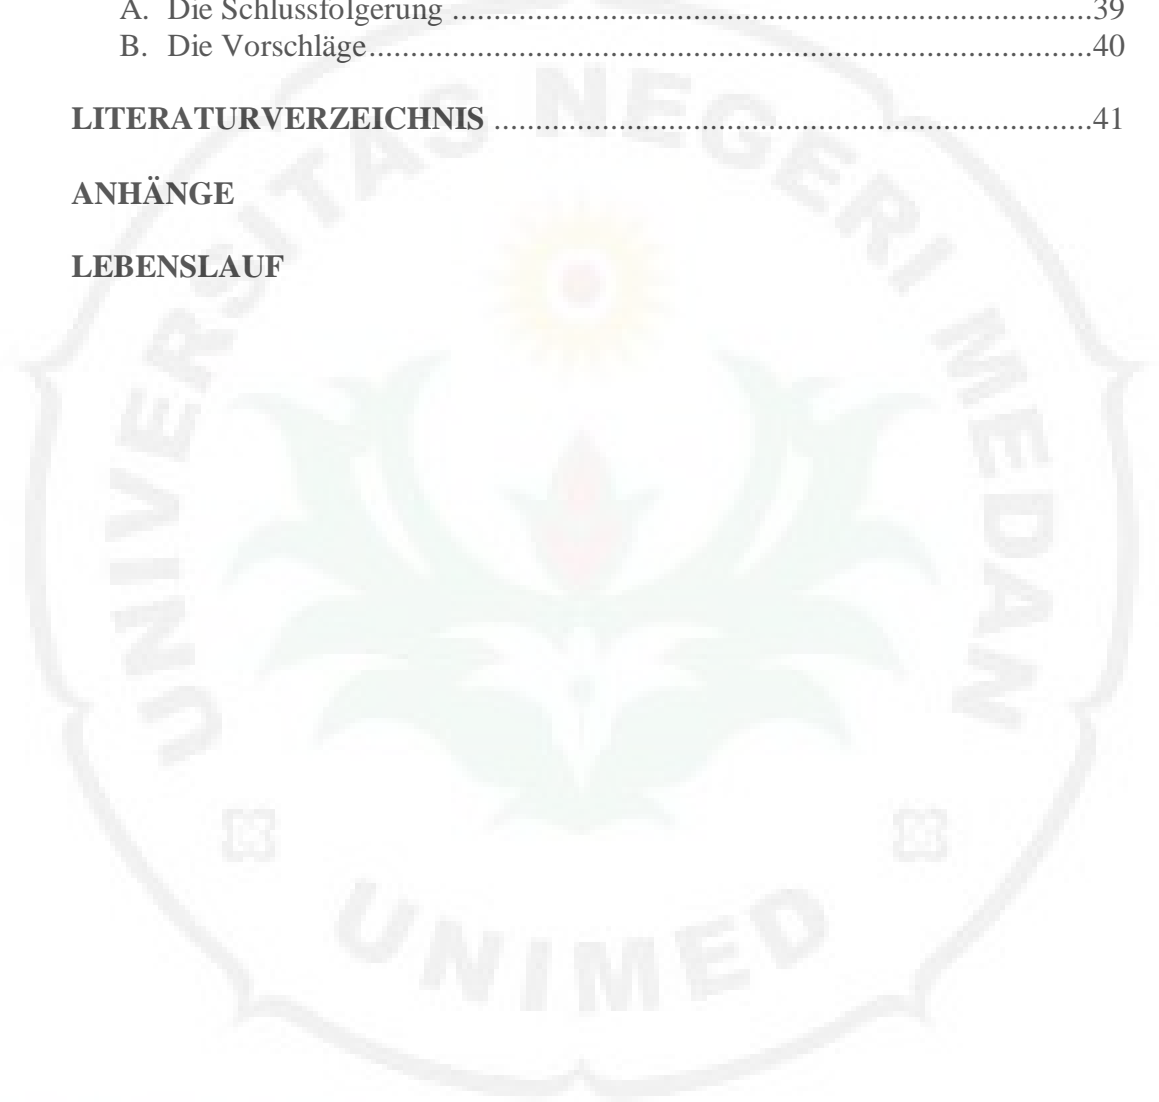 A. Die Schlussfolgerung ........................................................................39
B. Die Vorschläge...................................................................................40
LITERATURVERZEICHNIS ...................................................................41
ANHÄNGE
LEBENSLAUF
UNIVERSITAS NEGERI MEDAN
UNIMED